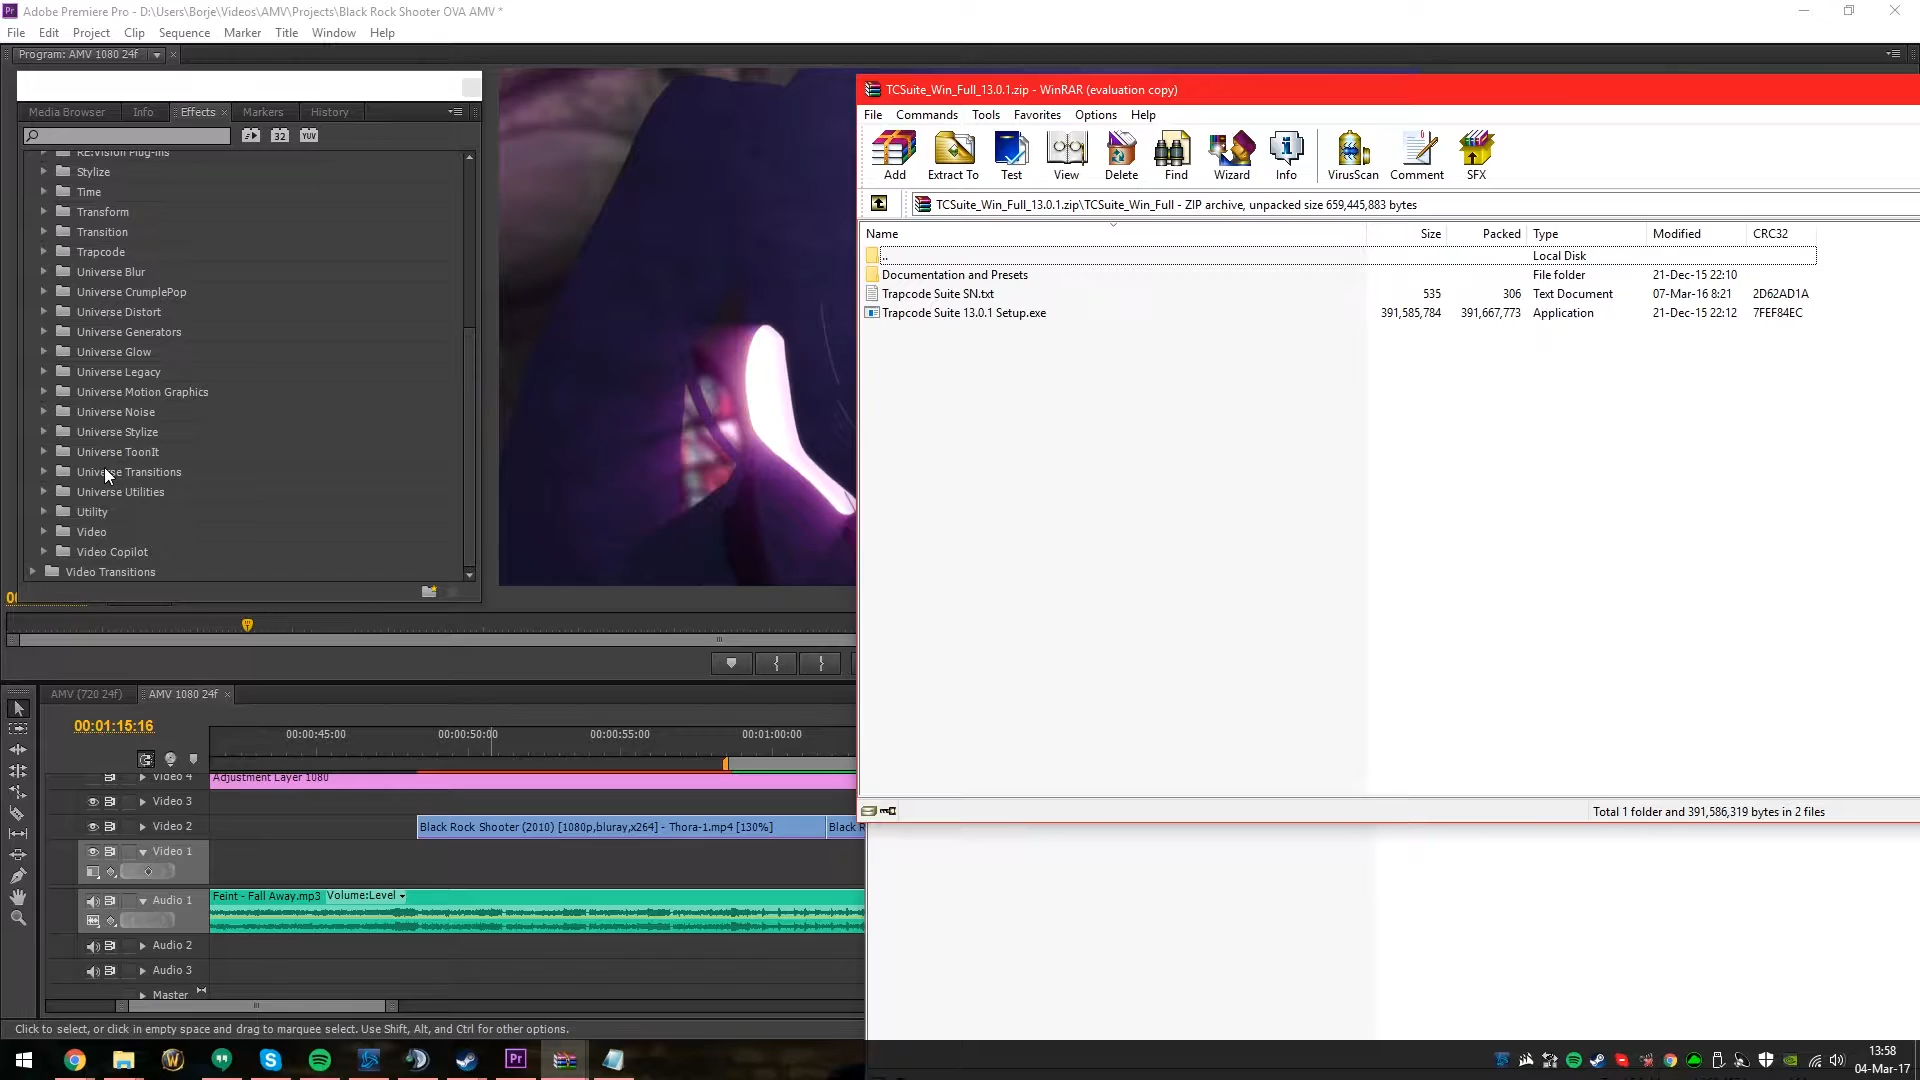 Adobe Premiere Pro - D:\Users\Borje\Videos\AMV\Projects\Black Rock Shooter OVA AMV *
File Edit Project Clip Sequence Marker Title Window Help
Program: AMV 1080 24f
Media Browser Info Effects × Markers History
32 YUV
RE:Vision Plug-ins
Stylize
Time
Transform
Transition
Trapcode
Universe Blur
Universe CrumplePop
Universe Distort
Universe Generators
Universe Glow
Universe Legacy
Universe Motion Graphics
Universe Noise
Universe Stylize
Universe ToonIt
Universe Transitions
Universe Utilities
Utility
Video
Video Copilot
Video Transitions
TCSuite_Win_Full_13.0.1.zip - WinRAR (evaluation copy)
File Commands Tools Favorites Options Help
Add Extract To Test View Delete Find Wizard Info VirusScan Comment SFX
TCSuite_Win_Full_13.0.1.zip\TCSuite_Win_Full - ZIP archive, unpacked size 659,445,883 bytes
Name Size Packed Type Modified CRC32
.. Local Disk
Documentation and Presets File folder 21-Dec-15 22:10
Trapcode Suite SN.txt 535 306 Text Document 07-Mar-16 8:21 2D62AD1A
Trapcode Suite 13.0.1 Setup.exe 391,585,784 391,667,773 Application 21-Dec-15 22:12 7FEF84EC
Total 1 folder and 391,586,319 bytes in 2 files
AMV (720 24f) AMV 1080 24f ×
00:01:15:16
00:00:45:00 00:00:50:00 00:00:55:00 00:01:00:00
Video 4 Adjustment Layer 1080
Video 3
Video 2 Black Rock Shooter (2010) [1080p,bluray,x264] - Thora-1.mp4 [130%] Black R
Video 1
Audio 1 Feint - Fall Away.mp3 Volume:Level
Audio 2
Audio 3
Master
Click to select, or click in empty space and drag to marquee select. Use Shift, Alt, and Ctrl for other options.
13:58
04-Mar-17